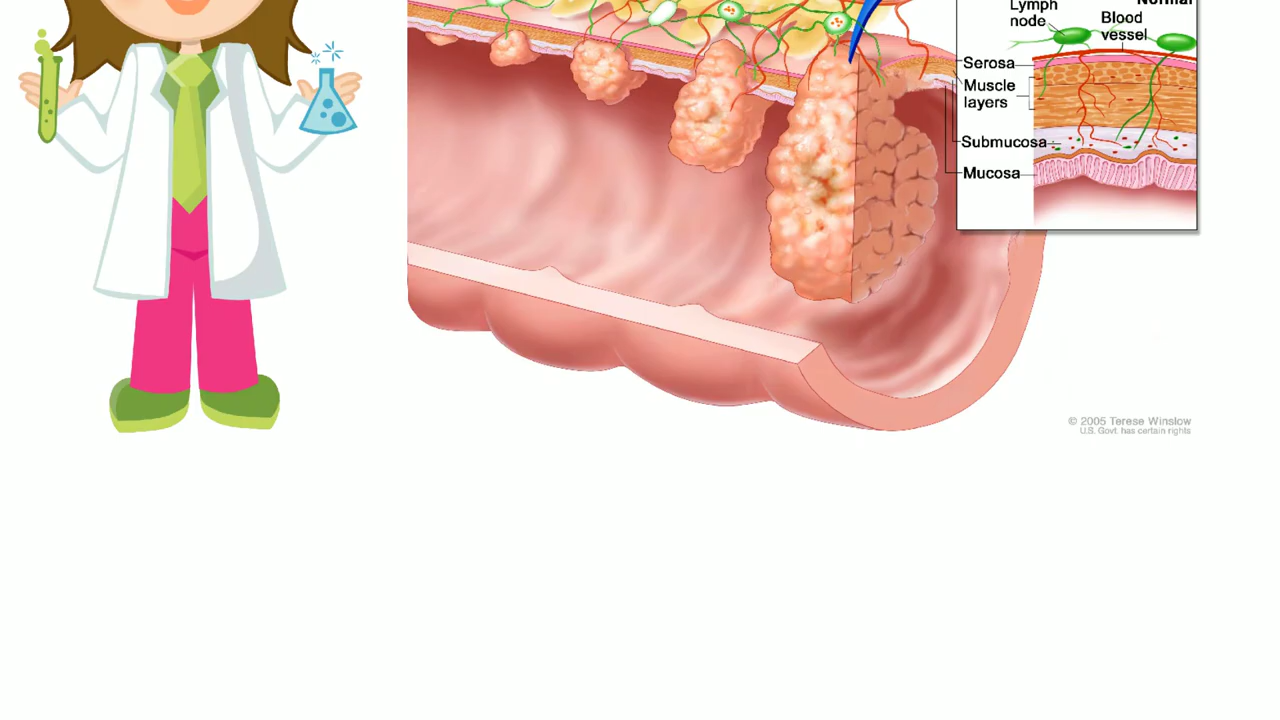 Normal
Lymph
node
Blood
vessel
Serosa
Muscle
layers
Submucosa
Mucosa
© 2005 Terese Winslow
U.S. Govt. has certain rights